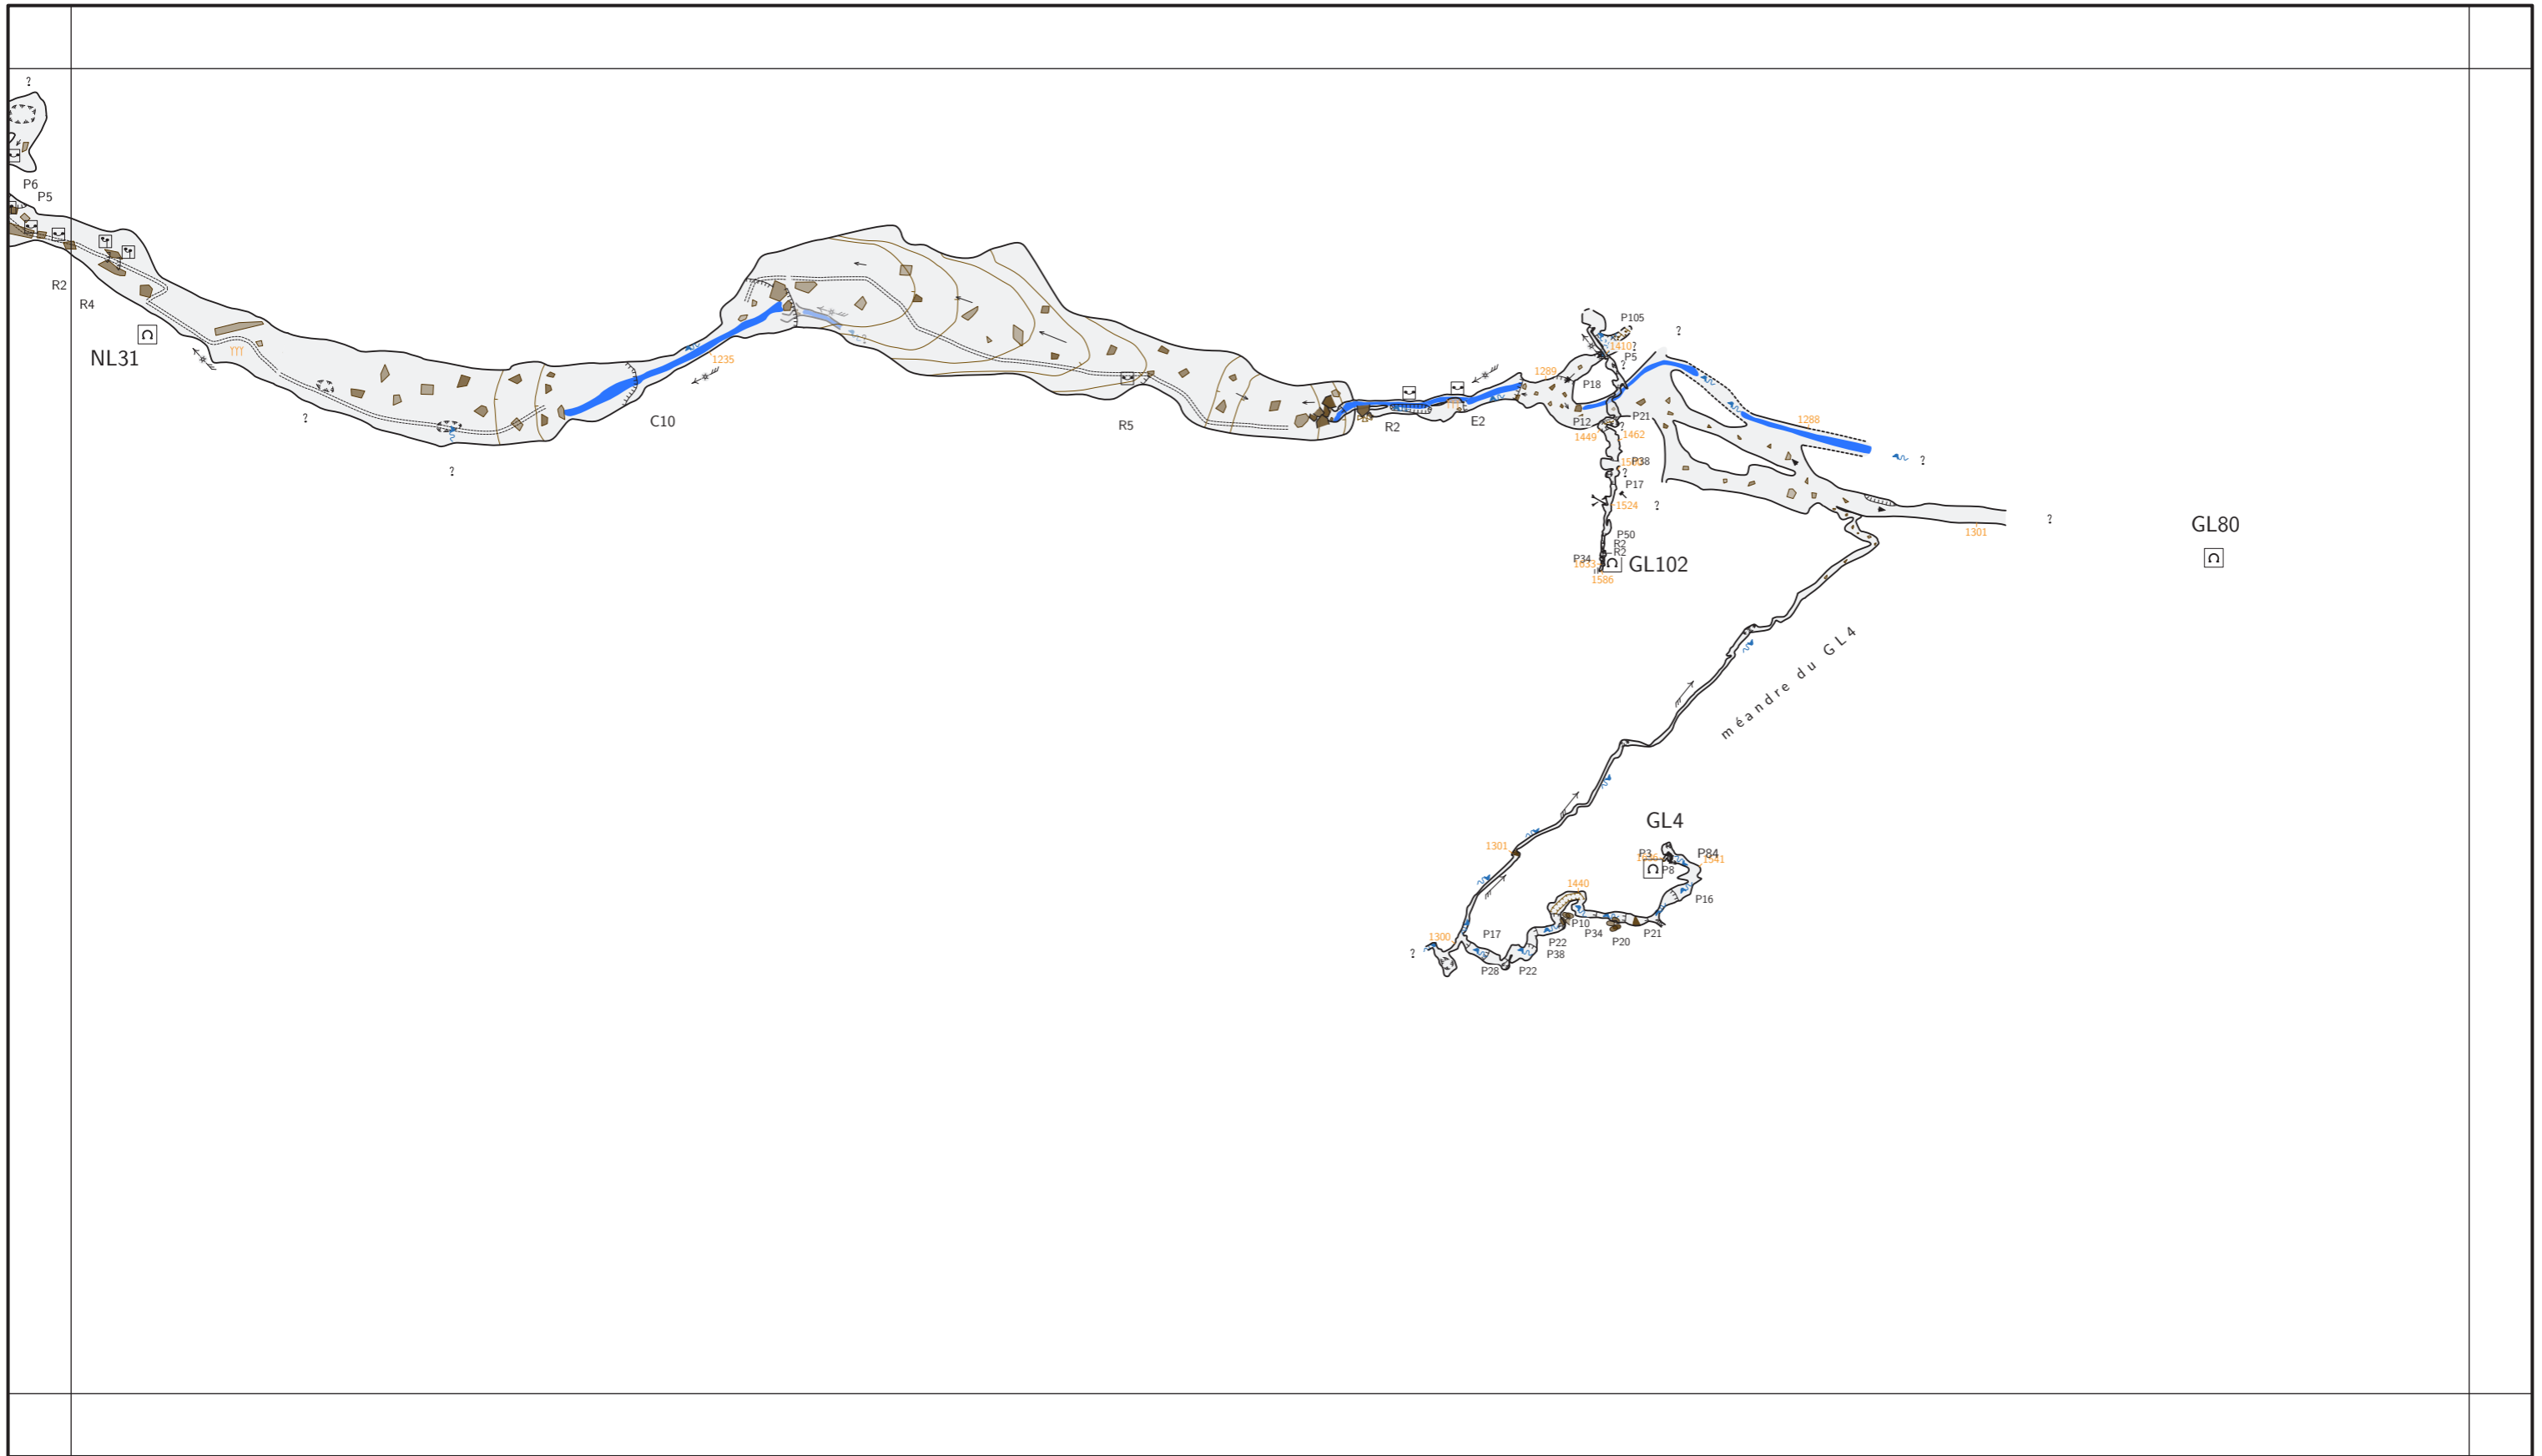 ?
P6
P5
R2
R4
NL31
?
?
C10
1235
R5
R2
E2
1289
P105
1410
?
P5
?
?
P18
P21
P12
?
1449
1462
P38
?
P17
1524
?
P50
R2
R2
P34
1586
GL102
1288
?
1301
?
GL80
méandre du GL4
GL4
P3
P84
1541
P8
P16
1301
1440
P10
P34
P20
P21
P22
P38
P17
1300
?
P28
P22